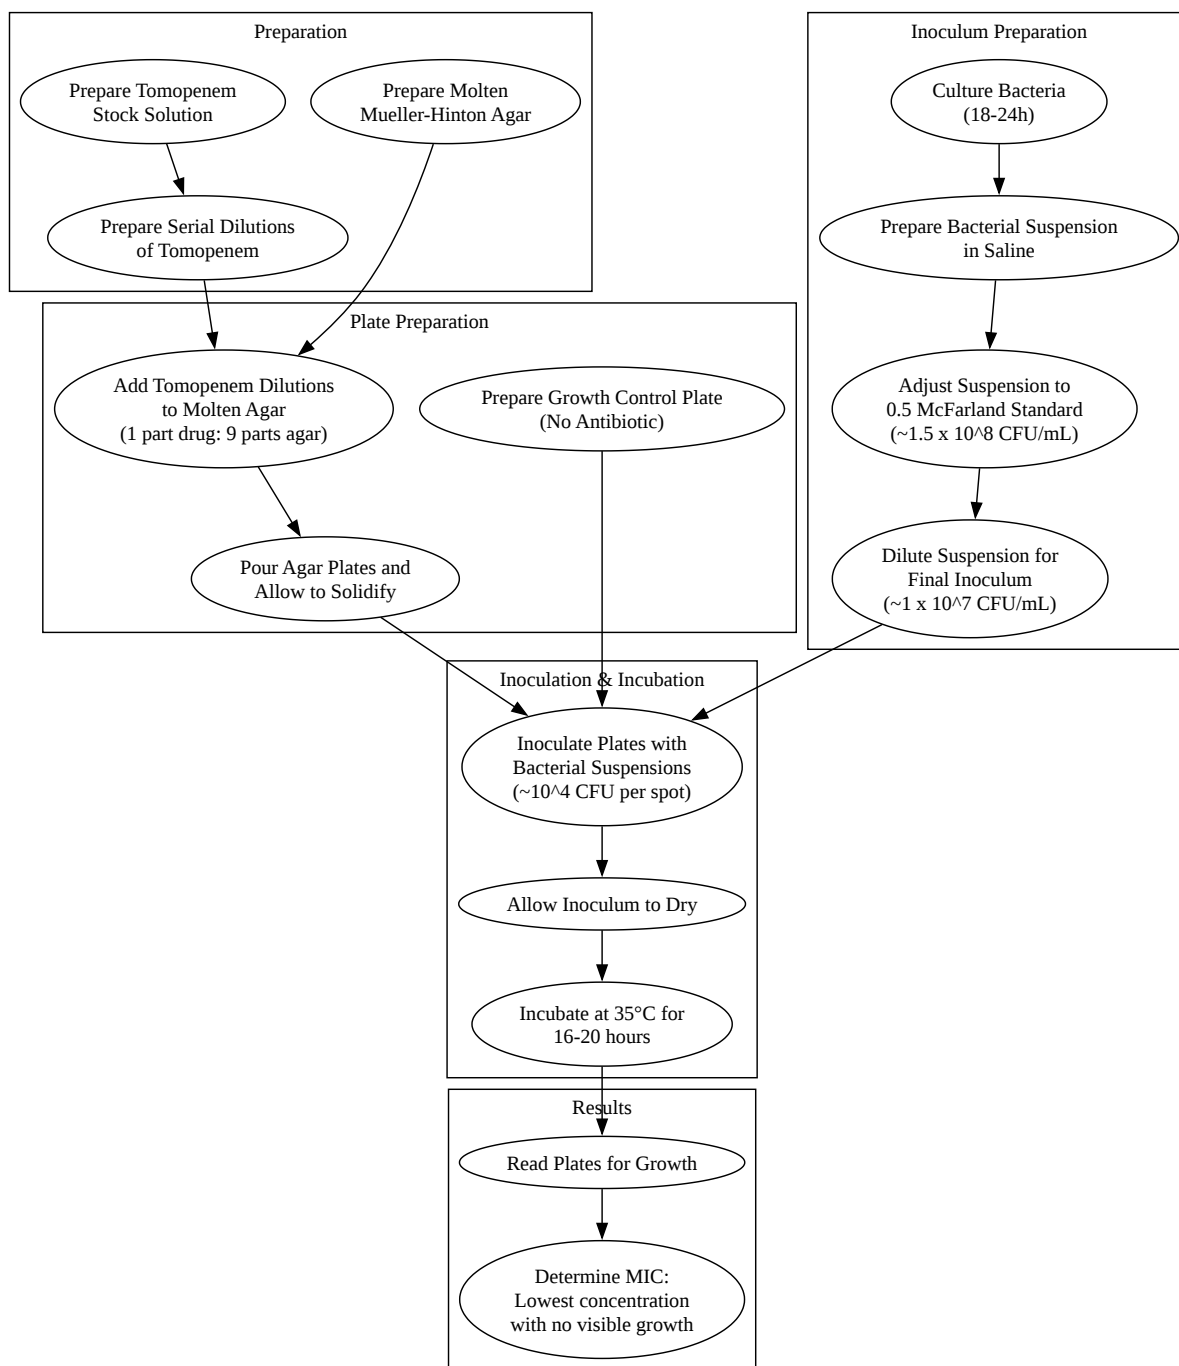 Preparation
Prepare Tomopenem
Stock Solution
Prepare Molten
Mueller-Hinton Agar
Prepare Serial Dilutions
of Tomopenem
Inoculum Preparation
Culture Bacteria
(18-24h)
Prepare Bacterial Suspension
in Saline
Adjust Suspension to
0.5 McFarland Standard
(~1.5 x 10^8 CFU/mL)
Dilute Suspension for
Final Inoculum
(~1 x 10^7 CFU/mL)
Plate Preparation
Add Tomopenem Dilutions
to Molten Agar
(1 part drug: 9 parts agar)
Prepare Growth Control Plate
(No Antibiotic)
Pour Agar Plates and
Allow to Solidify
Inoculation & Incubation
Inoculate Plates with
Bacterial Suspensions
(~10^4 CFU per spot)
Allow Inoculum to Dry
Incubate at 35°C for
16-20 hours
Results
Read Plates for Growth
Determine MIC:
Lowest concentration
with no visible growth